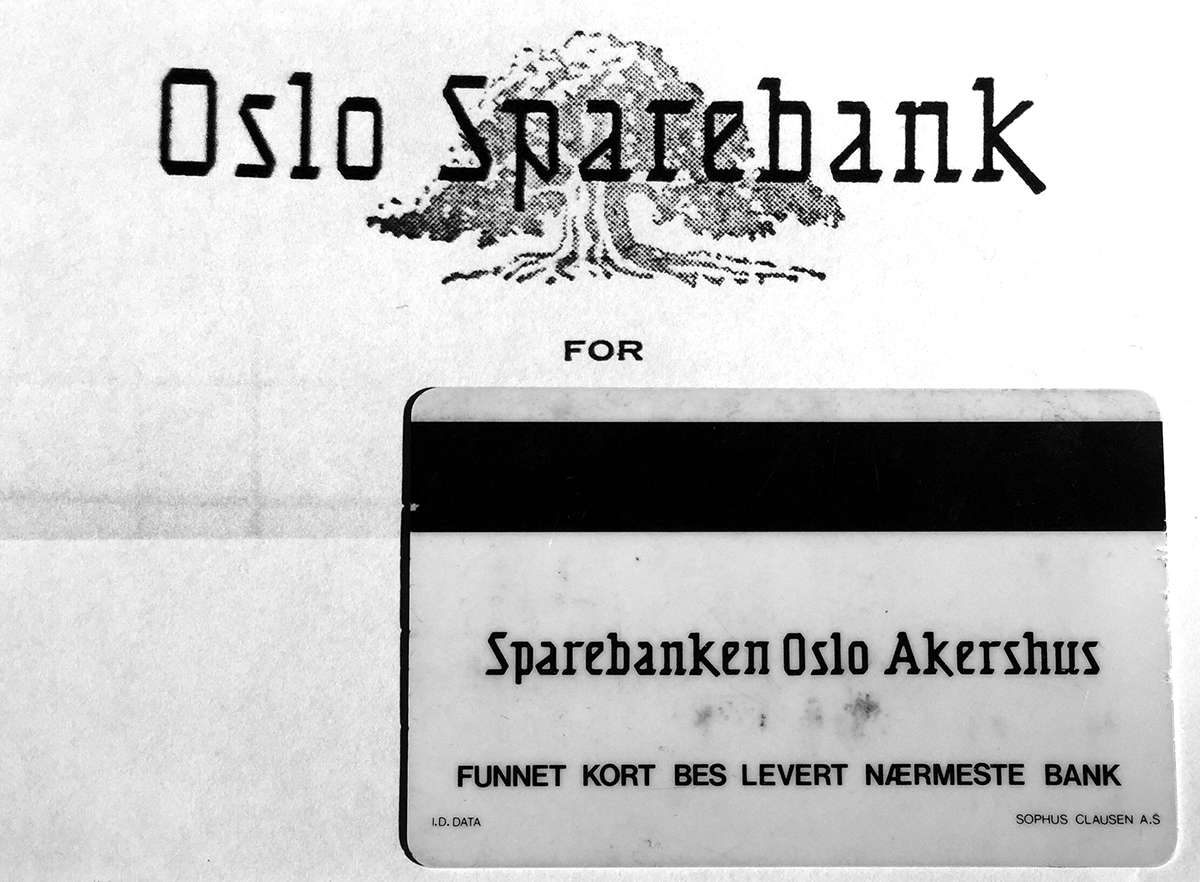 Oslo Sparebank
FOR
Sparebanken Oslo Akershus
FUNNET KORT BES LEVERT NÆRMESTE BANK
I.D. DATA
SOPHUS CLAUSEN A.S